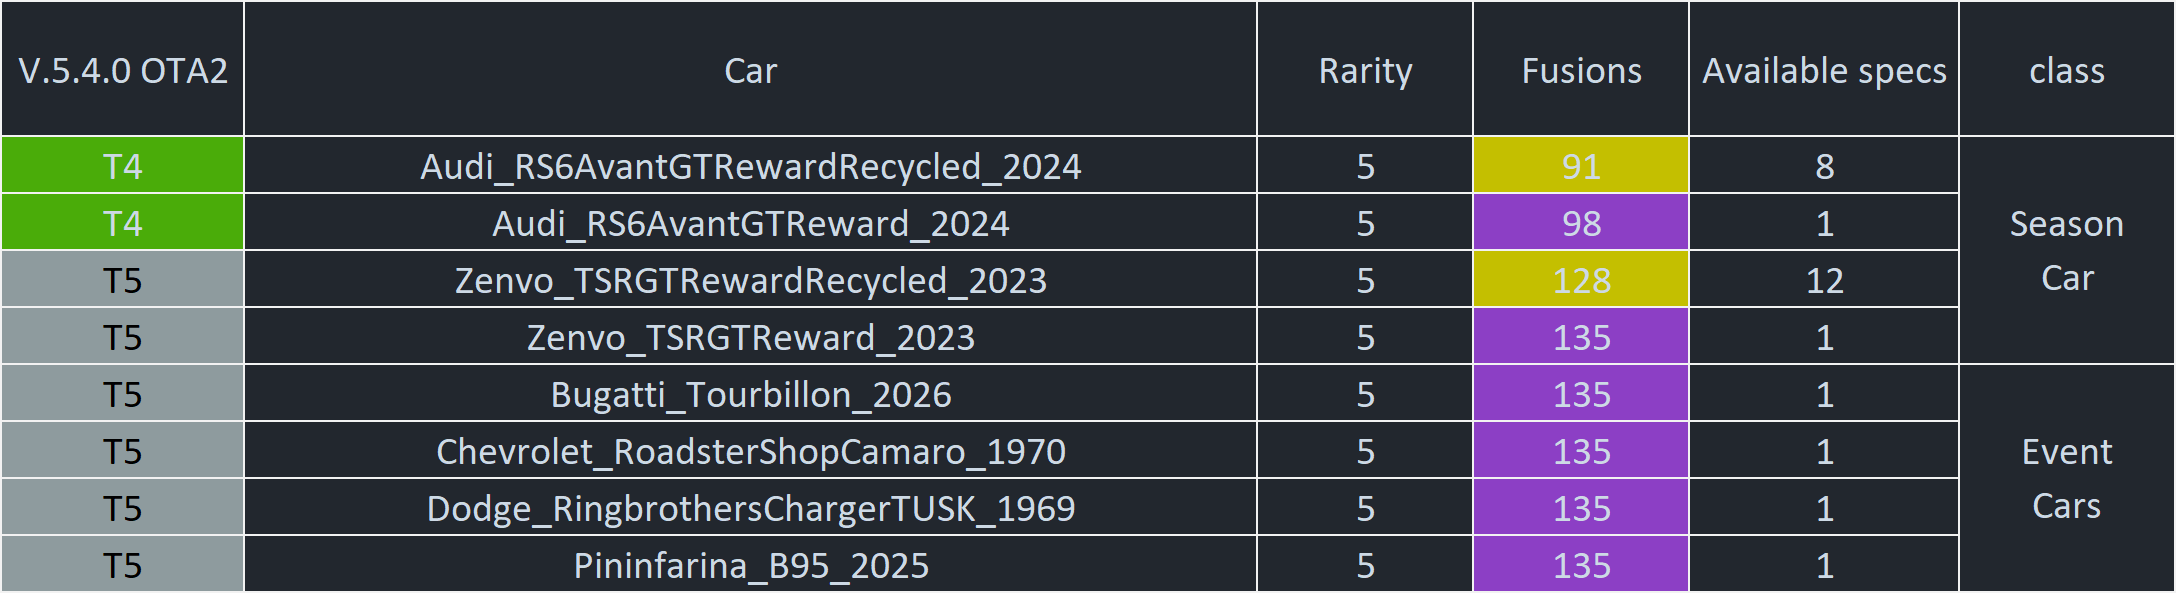 V.5.4.0 OTA2 Car Rarity Fusions Available specs class
T4 Audi_RS6AvantGTRewardRecycled_2024 5 91 8
T4 Audi_RS6AvantGTReward_2024 5 98 1 Season
T5 Zenvo_TSRGTRewardRecycled_2023 5 128 12 Car
T5 Zenvo_TSRGTReward_2023 5 135 1
T5 Bugatti_Tourbillon_2026 5 135 1
T5 Chevrolet_RoadsterShopCamaro_1970 5 135 1 Event
T5 Dodge_RingbrothersChargerTUSK_1969 5 135 1 Cars
T5 Pininfarina_B95_2025 5 135 1